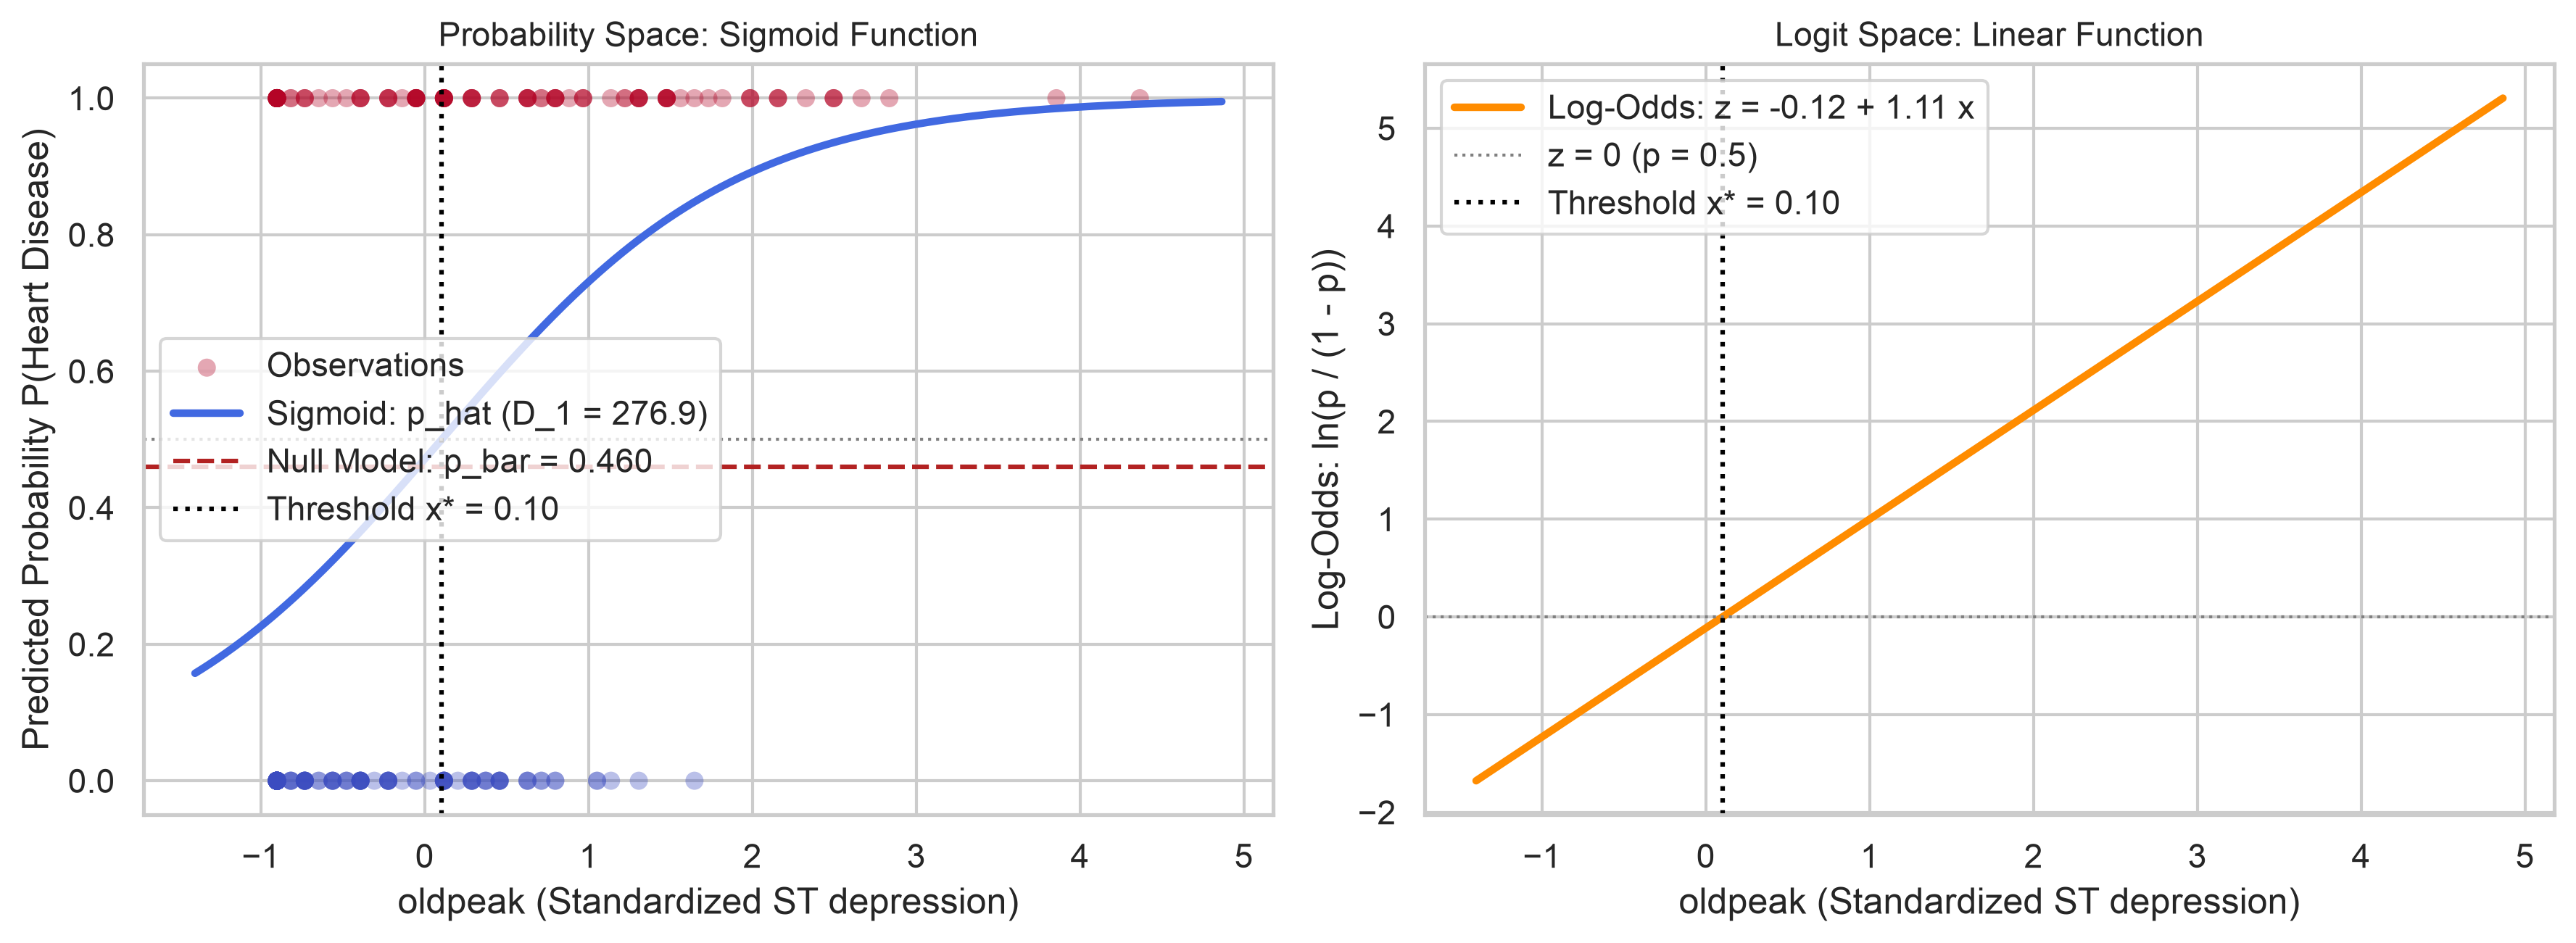 Probability Space: Sigmoid Function
Predicted Probability P(Heart Disease)
1.0
0.8
0.6
0.4
0.2
0.0
Observations
Sigmoid: p_hat (D_1 = 276.9)
Null Model: p_bar = 0.460
Threshold x* = 0.10
−1 0 1 2 3 4 5
oldpeak (Standardized ST depression)
Logit Space: Linear Function
Log-Odds: ln(p / (1 - p))
5
4
3
2
1
0
−1
−2
Log-Odds: z = -0.12 + 1.11 x
z = 0 (p = 0.5)
Threshold x* = 0.10
−1 0 1 2 3 4 5
oldpeak (Standardized ST depression)